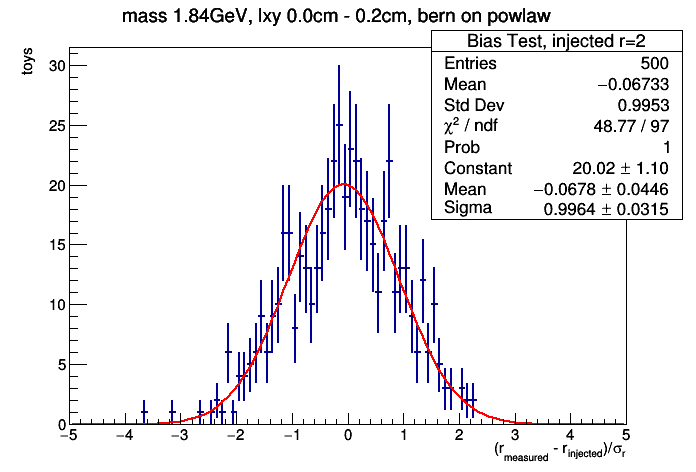 mass 1.84GeV, lxy 0.0cm - 0.2cm, bern on powlaw
toys
Bias Test, injected r=2
Entries 500
Mean −0.06733
Std Dev 0.9953
χ² / ndf 48.77 / 97
Prob 1
Constant 20.02 ± 1.10
Mean −0.0678 ± 0.0446
Sigma 0.9964 ± 0.0315
30
25
20
15
10
5
0
−5 −4 −3 −2 −1 0 1 2 3 4 5
(r_measured - r_injected)/σ_r